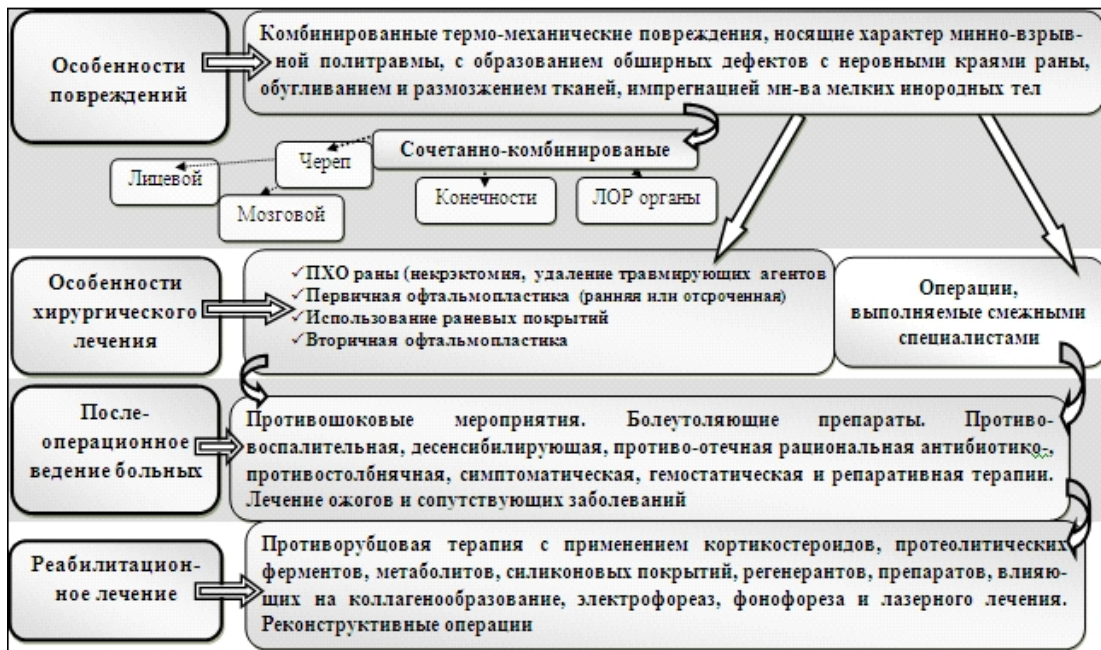 Особенности
повреждений
Комбинированные термо-механические повреждения, носящие характер минно-взрыв-
ной политравмы, с образованием обширных дефектов с неровными краями раны,
обугливанием и размозжением тканей, импрегнацией мн-ва мелких инородных тел
Сочетанно-комбинированые
Череп
Лицевой
Мозговой
Конечности
ЛОР органы
Особенности
хирургического
лечения
✓ПХО раны (некрэктомия, удаление травмирующих агентов
✓Первичная офтальмопластика (ранняя или отсроченная)
✓Использование раневых покрытий
✓Вторичная офтальмопластика
Операции,
выполняемые смежными
специалистами
После-
операционное
ведение больных
Противошоковые мероприятия. Болеутоляющие препараты. Противо-
воспалительная, десенсибилирующая, противо-отечная рациональная антибиотико-,
противостолбнячная, симптоматическая, гемостатическая и репаративная терапии.
Лечение ожогов и сопутствующих заболеваний
Реабилитацион-
ное лечение
Противорубцовая терапия с применением кортикостероидов, протеолитических
ферментов, метаболитов, силиконовых покрытий, регенерантов, препаратов, влияю-
щих на коллагенообразование, электрофореаз, фонофореза и лазерного лечения.
Реконструктивные операции